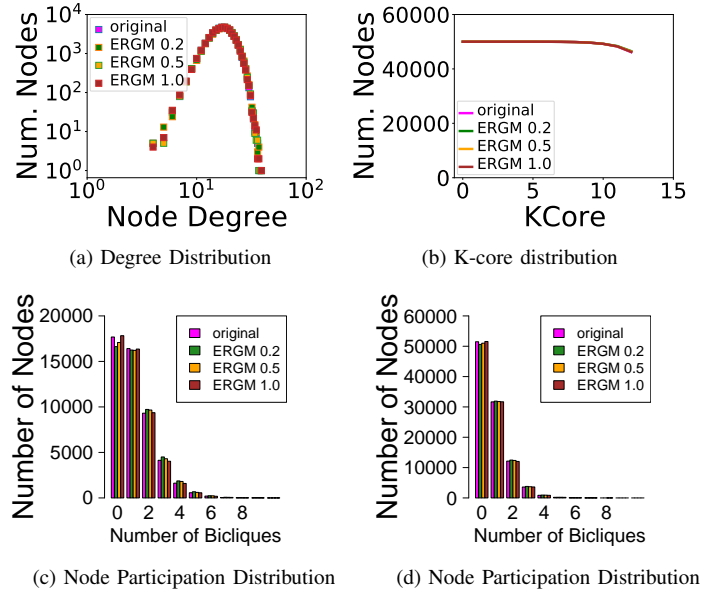 Num. Nodes
10^4
10^3
10^2
10^1
10^0
original
ERGM 0.2
ERGM 0.5
ERGM 1.0
10^0 10^1 10^2
Node Degree
(a) Degree Distribution
Num. Nodes
60000
40000
20000
0
original
ERGM 0.2
ERGM 0.5
ERGM 1.0
0 5 10 15
KCore
(b) K-core distribution
Number of Nodes
20000
15000
10000
5000
0
original
ERGM 0.2
ERGM 0.5
ERGM 1.0
0 2 4 6 8
Number of Bicliques
(c) Node Participation Distribution
Number of Nodes
60000
50000
40000
30000
20000
10000
0
original
ERGM 0.2
ERGM 0.5
ERGM 1.0
0 2 4 6 8
Number of Bicliques
(d) Node Participation Distribution